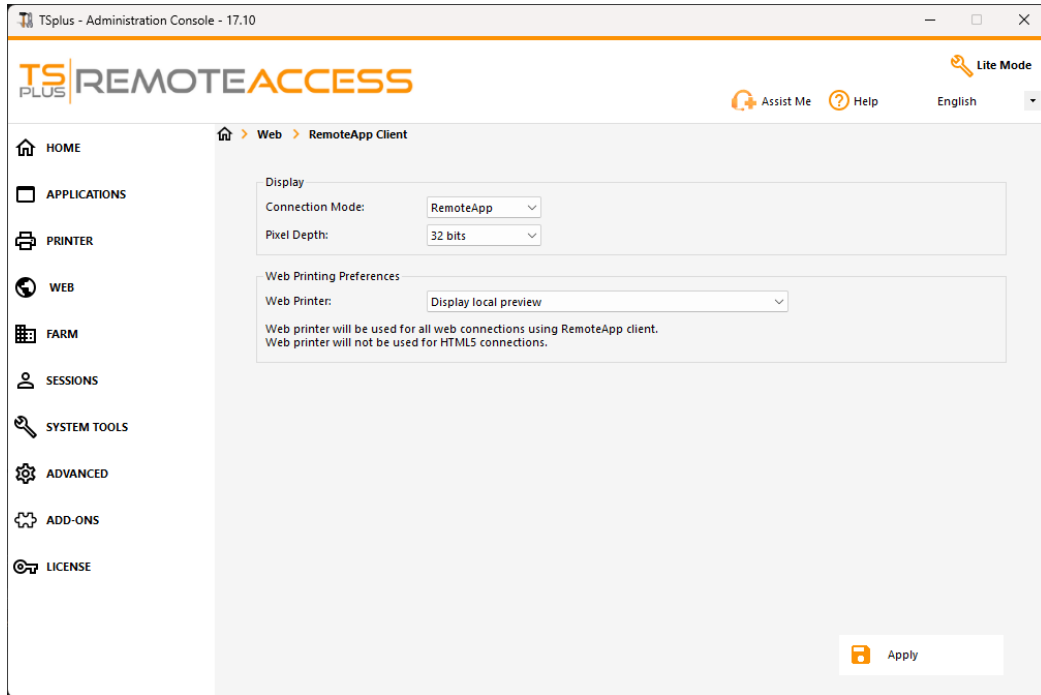 TSplus - Administration Console - 17.10
TS PLUS REMOTEACCESS
Lite Mode
Assist Me
Help
English
HOME
APPLICATIONS
PRINTER
WEB
FARM
SESSIONS
SYSTEM TOOLS
ADVANCED
ADD-ONS
LICENSE
Web > RemoteApp Client
Display
Connection Mode: RemoteApp
Pixel Depth: 32 bits
Web Printing Preferences
Web Printer: Display local preview
Web printer will be used for all web connections using RemoteApp client.
Web printer will not be used for HTML5 connections.
Apply